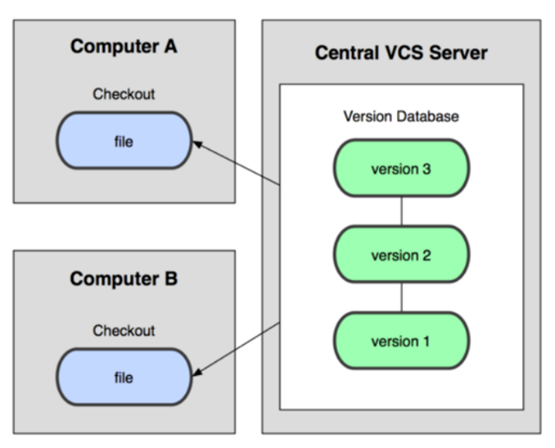 Computer A
Checkout
file
Computer B
Checkout
file
Central VCS Server
Version Database
version 3
version 2
version 1